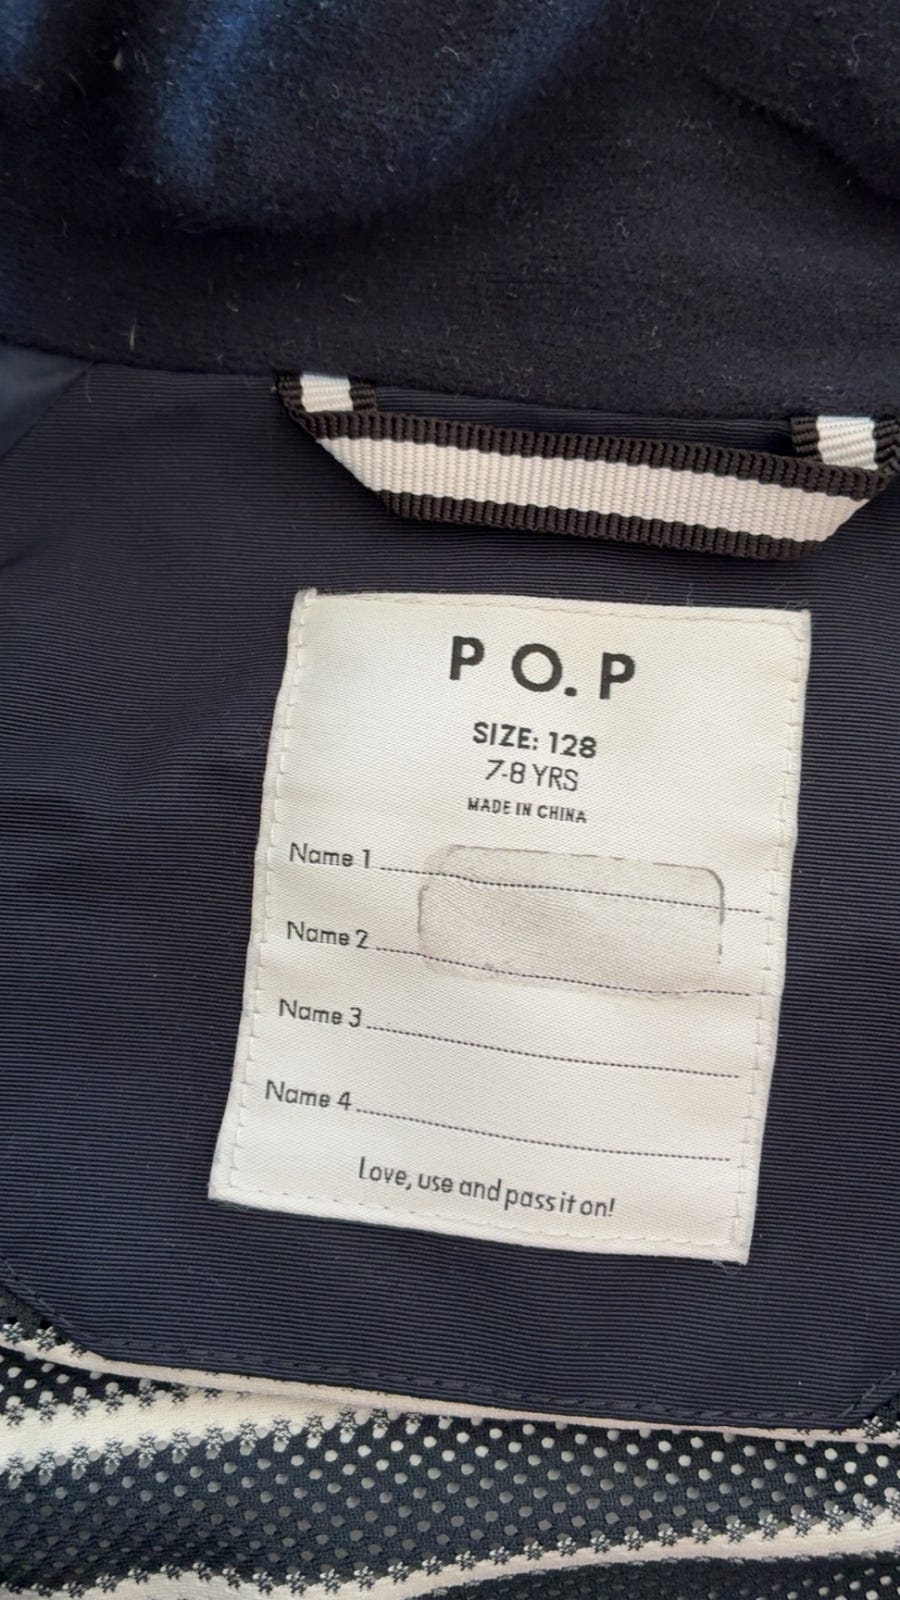 PO.P
SIZE: 128
7-8 YRS
MADE IN CHINA
Name 1
Name 2
Name 3
Name 4
Love, use and pass it on!